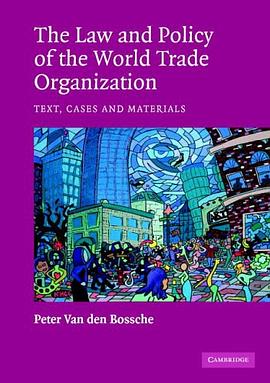 The Law and Policy
of the World Trade
Organization
TEXT, CASES AND MATERIALS
Peter Van den Bossche
CAMBRIDGE